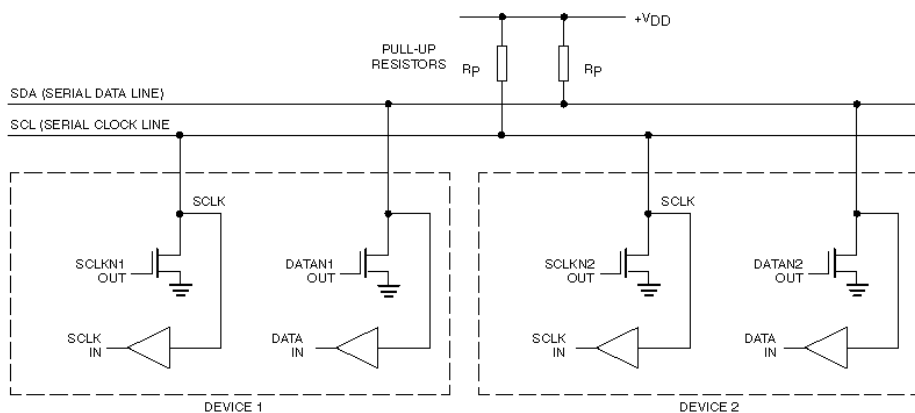 +VDD
PULL-UP
RESISTORS
RP
RP
SDA (SERIAL DATA LINE)
SCL (SERIAL CLOCK LINE
SCLK
SCLK
SCLKN1
OUT
DATAN1
OUT
SCLKN2
OUT
DATAN2
OUT
SCLK
IN
DATA
IN
SCLK
IN
DATA
IN
DEVICE 1
DEVICE 2